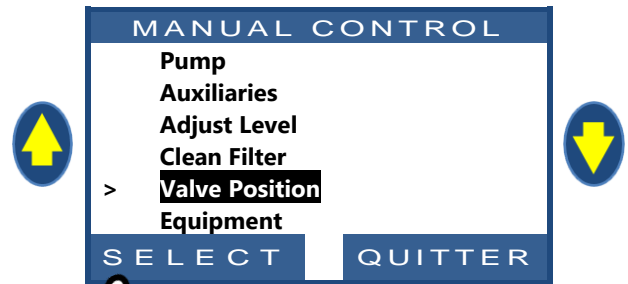 MANUAL CONTROL
Pump
Auxiliaries
Adjust Level
Clean Filter
> Valve Position
Equipment
SELECT QUITTER